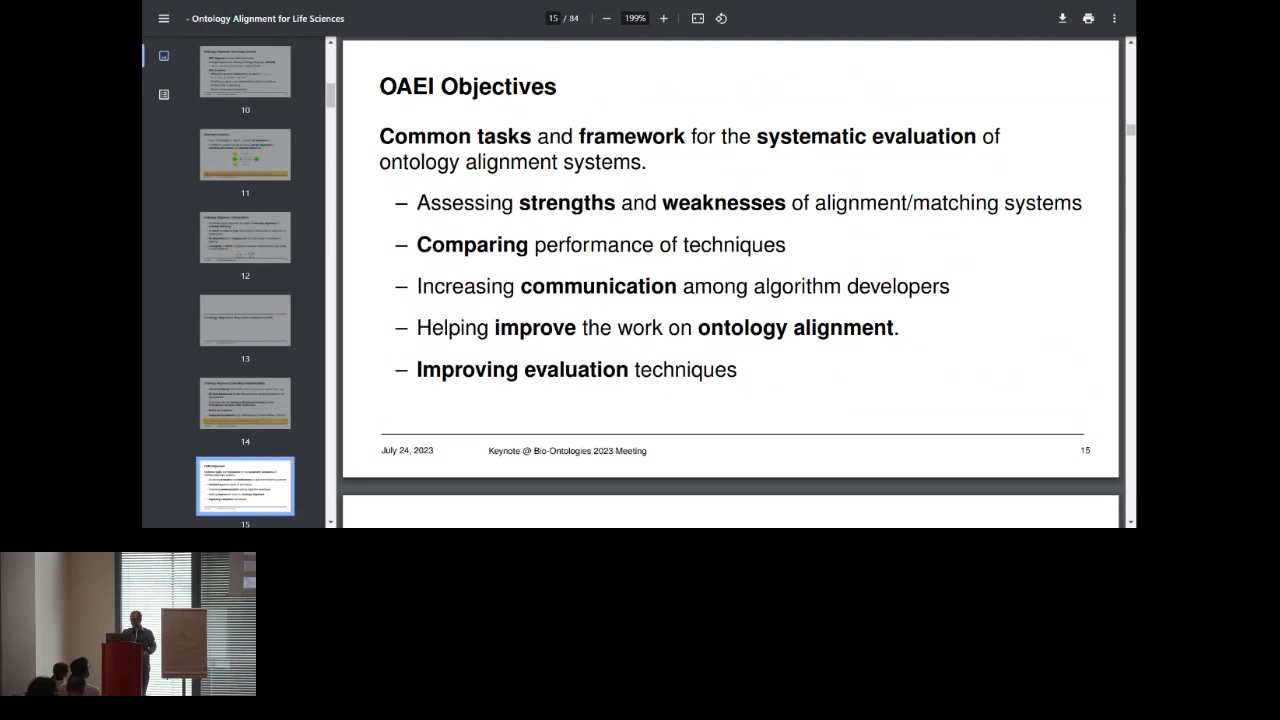 - Ontology Alignment for Life Sciences
15 / 84
199%
10
11
12
13
14
15
OAEI Objectives
Common tasks and framework for the systematic evaluation of
ontology alignment systems.
– Assessing strengths and weaknesses of alignment/matching systems
– Comparing performance of techniques
– Increasing communication among algorithm developers
– Helping improve the work on ontology alignment.
– Improving evaluation techniques
July 24, 2023 Keynote @ Bio-Ontologies 2023 Meeting 15